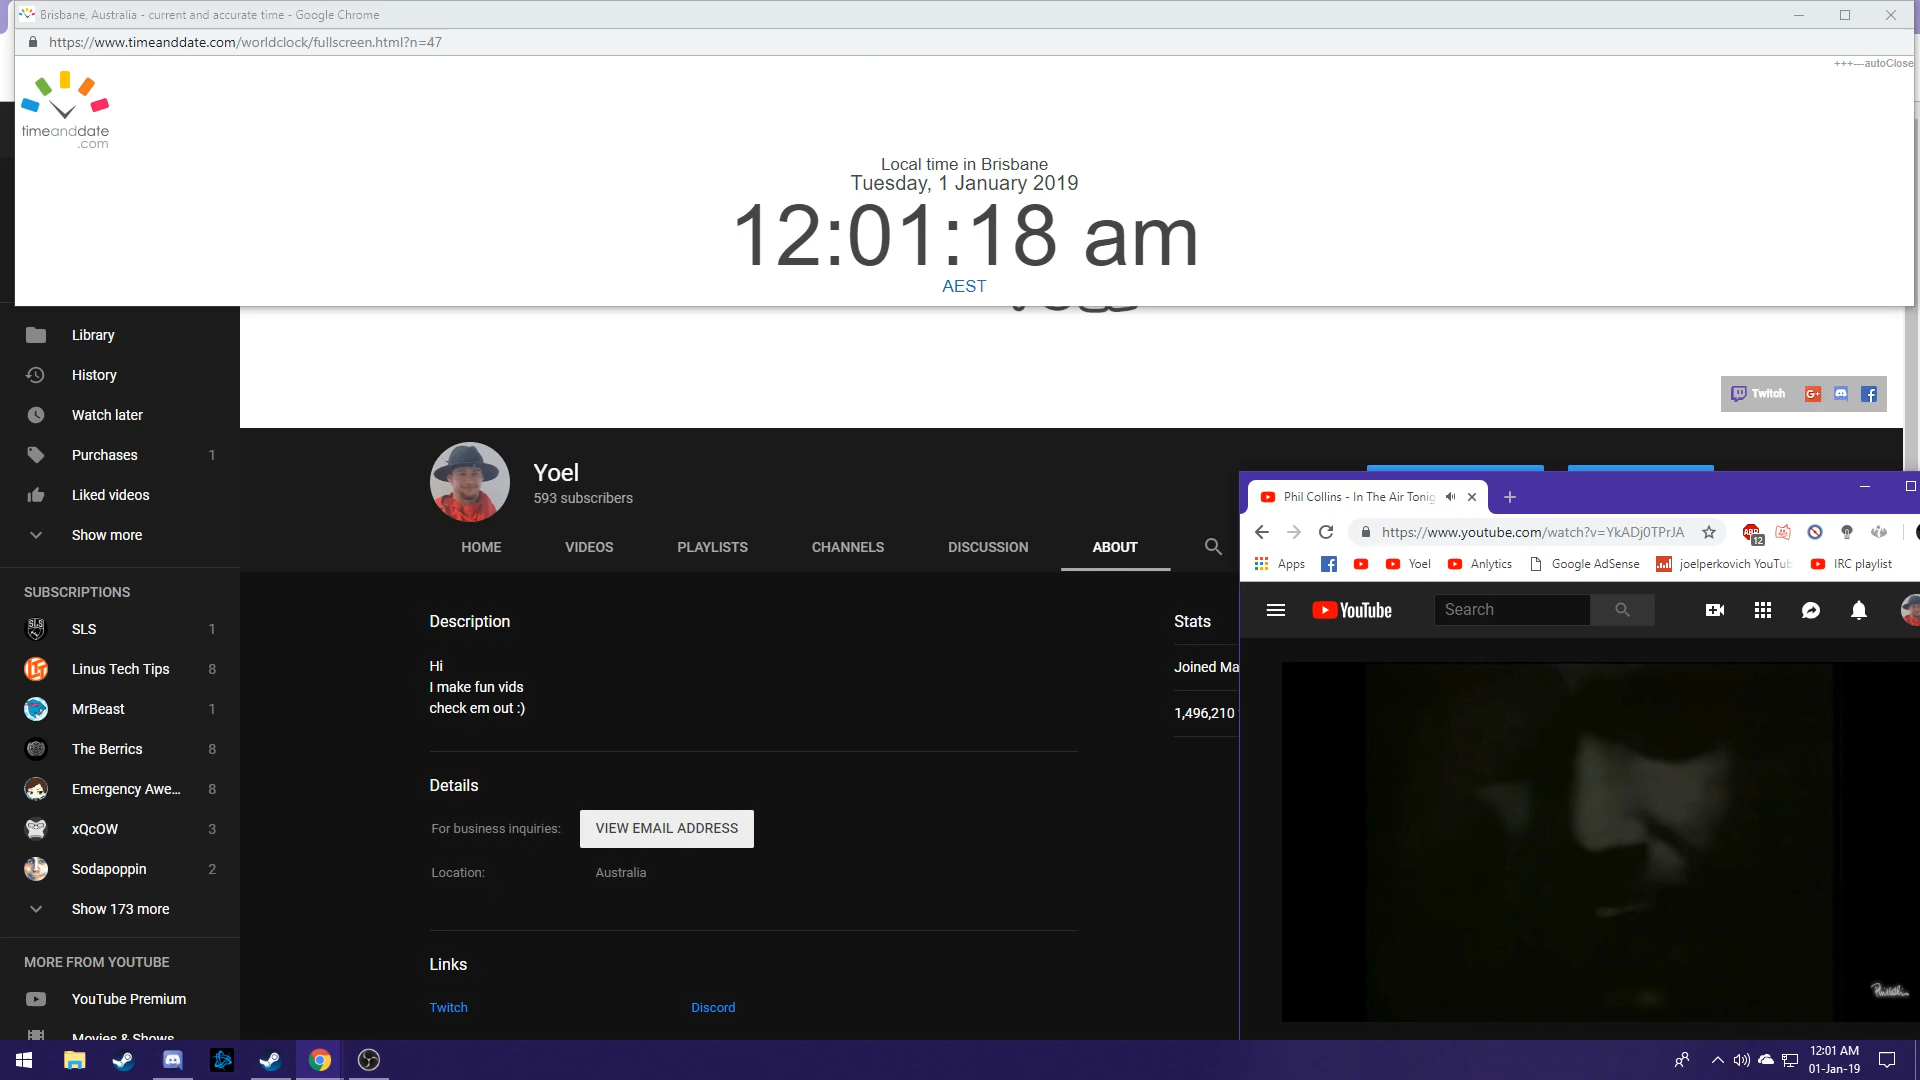 Brisbane, Australia - current and accurate time - Google Chrome
https://www.timeanddate.com/worldclock/fullscreen.html?n=47
+++---autoClose
timeanddate
.com
Local time in Brisbane
Tuesday, 1 January 2019
12:01:18 am
AEST
Library
History
Watch later
Purchases 1
Liked videos
Show more
SUBSCRIPTIONS
SLS 1
Linus Tech Tips 8
MrBeast 1
The Berrics 8
Emergency Awe... 8
xQcOW 3
Sodapoppin 2
Show 173 more
MORE FROM YOUTUBE
YouTube Premium
Movies & Shows
Twitch
Yoel
593 subscribers
HOME VIDEOS PLAYLISTS CHANNELS DISCUSSION ABOUT
Description
Hi
I make fun vids
check em out :)
Details
For business inquiries: VIEW EMAIL ADDRESS
Location: Australia
Links
Twitch Discord
Stats
Joined Ma
1,496,210
Phil Collins - In The Air Tonig
https://www.youtube.com/watch?v=YkADj0TPrJA
ABP
12
Apps Yoel Anlytics Google AdSense joelperkovich YouTub IRC playlist
YouTube
Search
12:01 AM
01-Jan-19